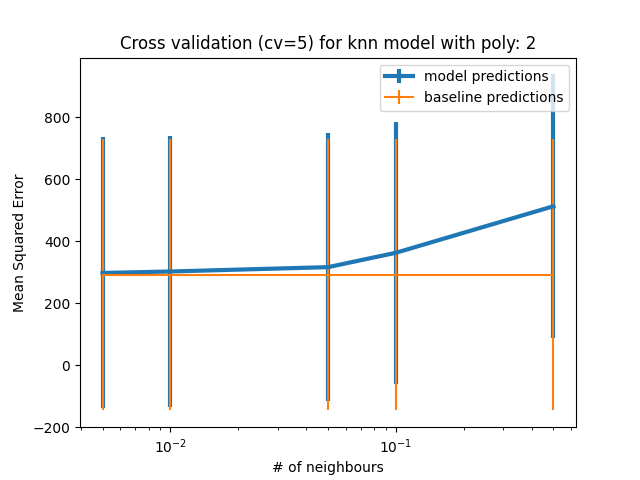 Cross validation (cv=5) for knn model with poly: 2
model predictions
baseline predictions
Mean Squared Error
800
600
400
200
0
−200
10⁻²
10⁻¹
# of neighbours